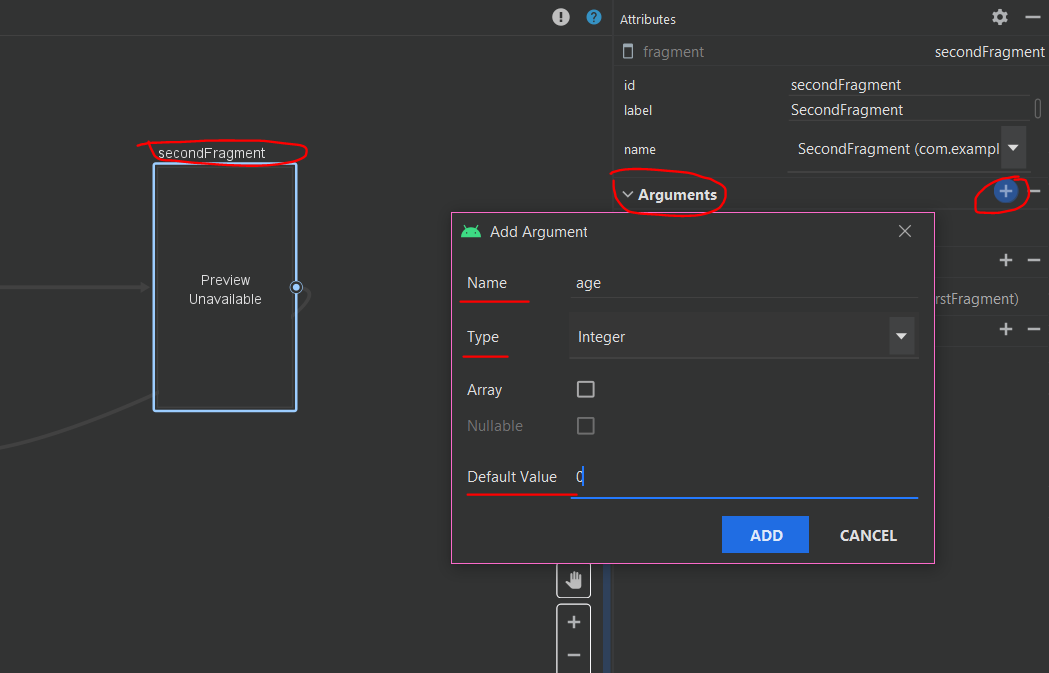 Attributes
fragment secondFragment
id secondFragment
label SecondFragment
name SecondFragment (com.exampl
Arguments
secondFragment
Preview
Unavailable
Add Argument
Name age
Type Integer
Array
Nullable
Default Value 0
ADD CANCEL
rstFragment)